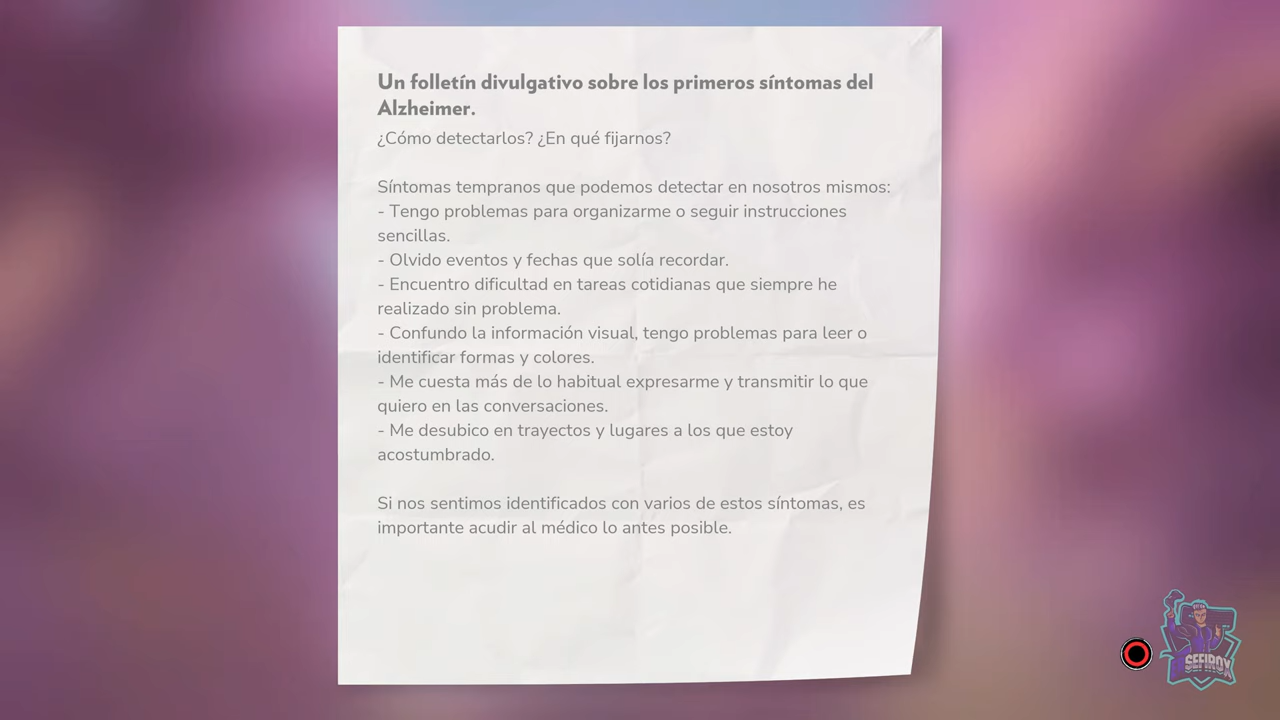 Un folletín divulgativo sobre los primeros síntomas del
Alzheimer.
¿Cómo detectarlos? ¿En qué fijarnos?
Síntomas tempranos que podemos detectar en nosotros mismos:
- Tengo problemas para organizarme o seguir instrucciones
sencillas.
- Olvido eventos y fechas que solía recordar.
- Encuentro dificultad en tareas cotidianas que siempre he
realizado sin problema.
- Confundo la información visual, tengo problemas para leer o
identificar formas y colores.
- Me cuesta más de lo habitual expresarme y transmitir lo que
quiero en las conversaciones.
- Me desubico en trayectos y lugares a los que estoy
acostumbrado.
Si nos sentimos identificados con varios de estos síntomas, es
importante acudir al médico lo antes posible.
SEFIROX